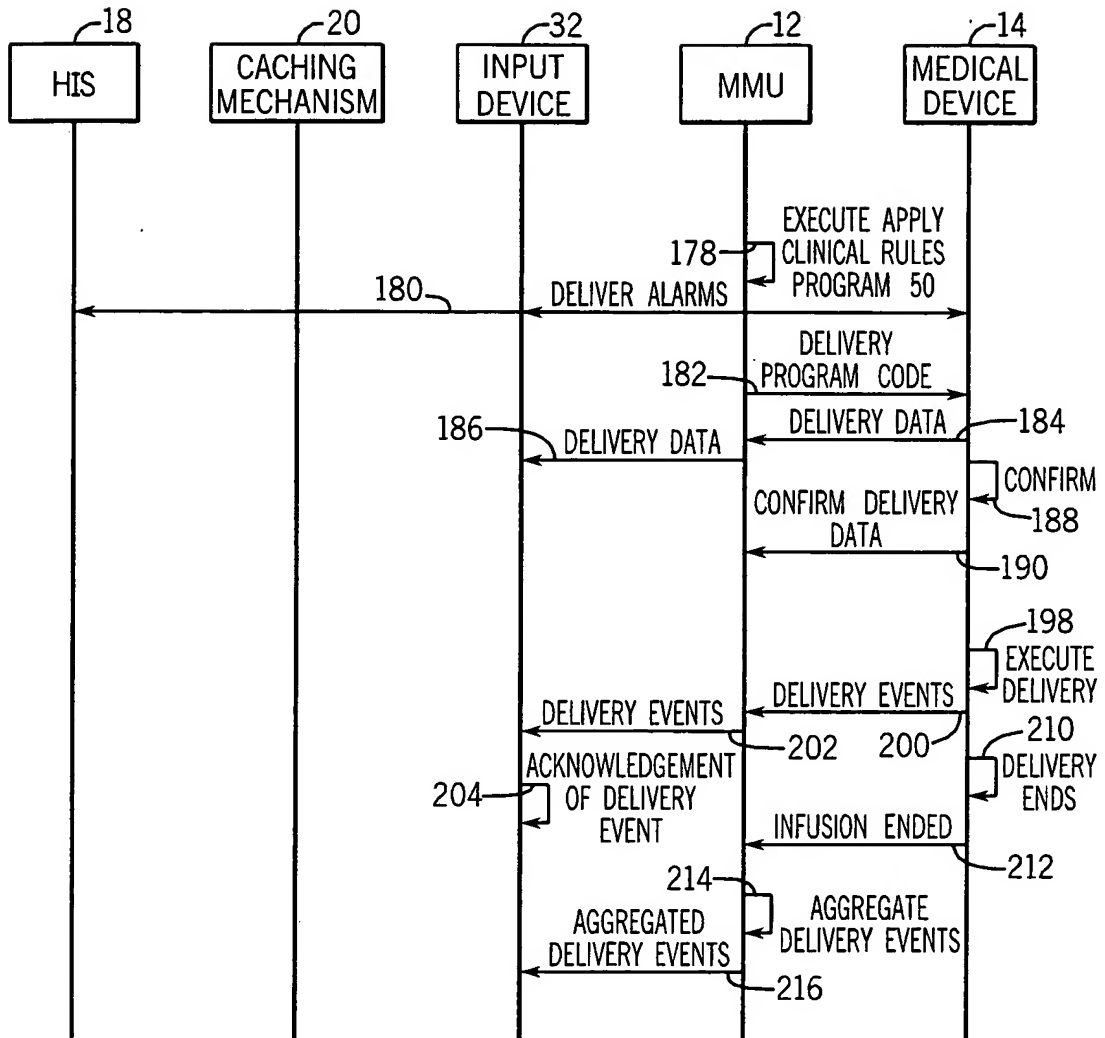 18
20
32
12
14
HIS
CACHING
MECHANISM
INPUT
DEVICE
MMU
MEDICAL
DEVICE
178
EXECUTE APPLY
CLINICAL RULES
PROGRAM 50
180
DELIVER ALARMS
182
DELIVERY
PROGRAM CODE
DELIVERY DATA
184
186
DELIVERY DATA
CONFIRM
188
CONFIRM DELIVERY
DATA
190
198
EXECUTE
DELIVERY
DELIVERY EVENTS
200
DELIVERY EVENTS
202
210
DELIVERY
ENDS
204
ACKNOWLEDGEMENT
OF DELIVERY
EVENT
INFUSION ENDED
212
214
AGGREGATE
DELIVERY EVENTS
AGGREGATED
DELIVERY EVENTS
216